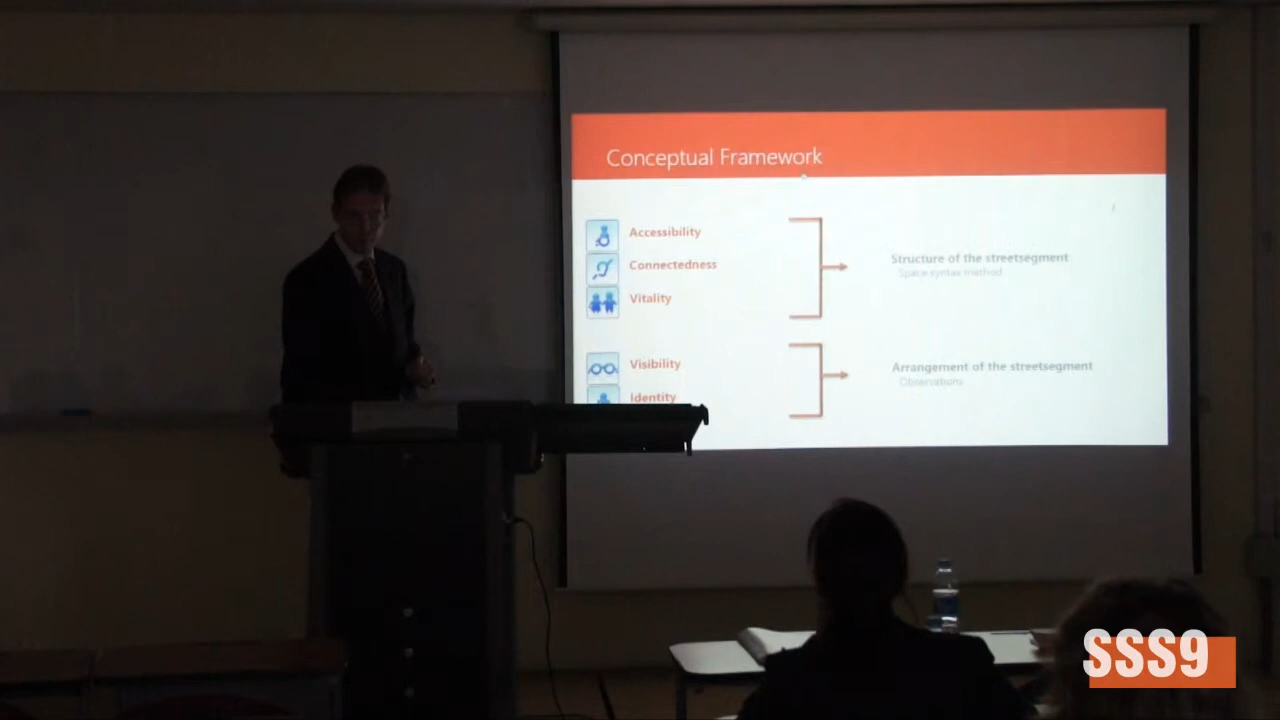 Conceptual Framework
Accessibility
Connectedness
Vitality
Structure of the streetsegment
Space syntax method
Visibility
Identity
Arrangement of the streetsegment
Observations
SSS9